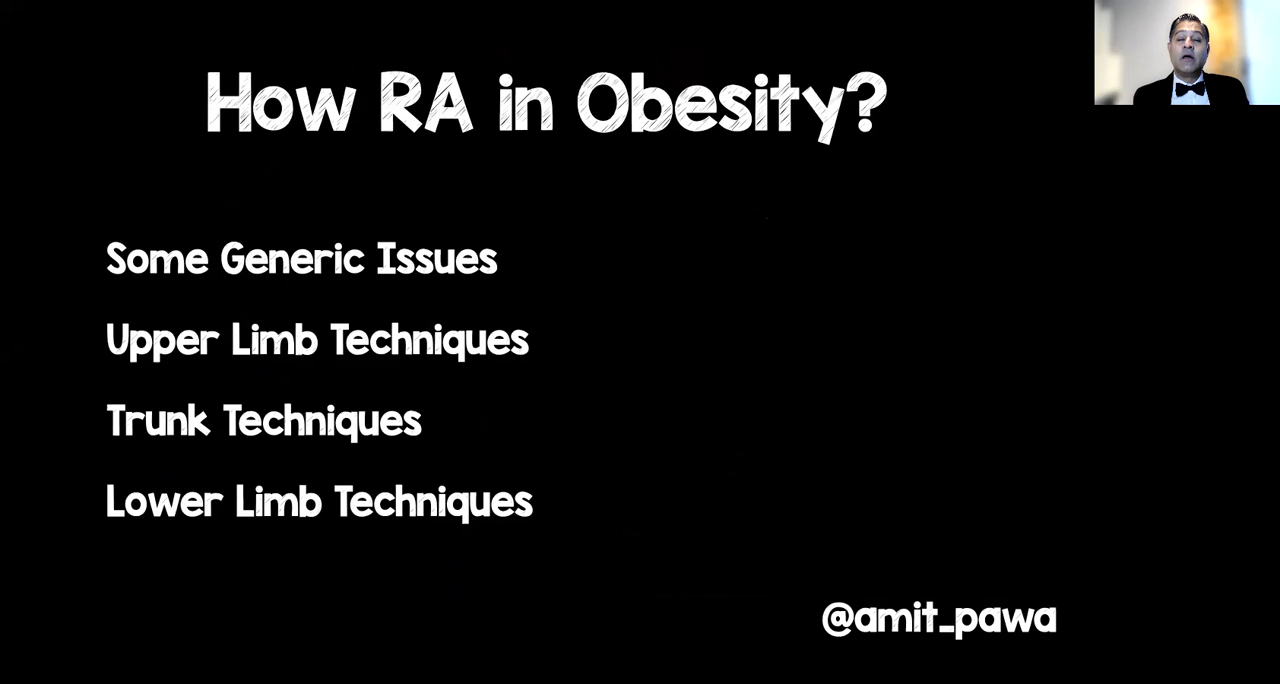 How RA in Obesity?
Some Generic Issues
Upper Limb Techniques
Trunk Techniques
Lower Limb Techniques
@amit_pawa